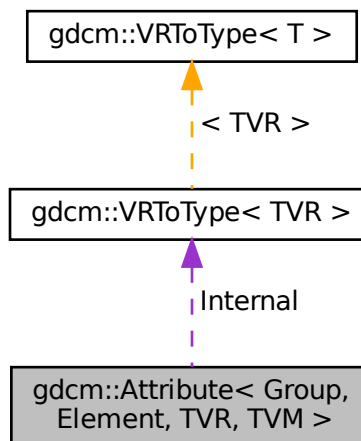 gdcm::VRToType< T >
< TVR >
gdcm::VRToType< TVR >
Internal
gdcm::Attribute< Group,
Element, TVR, TVM >